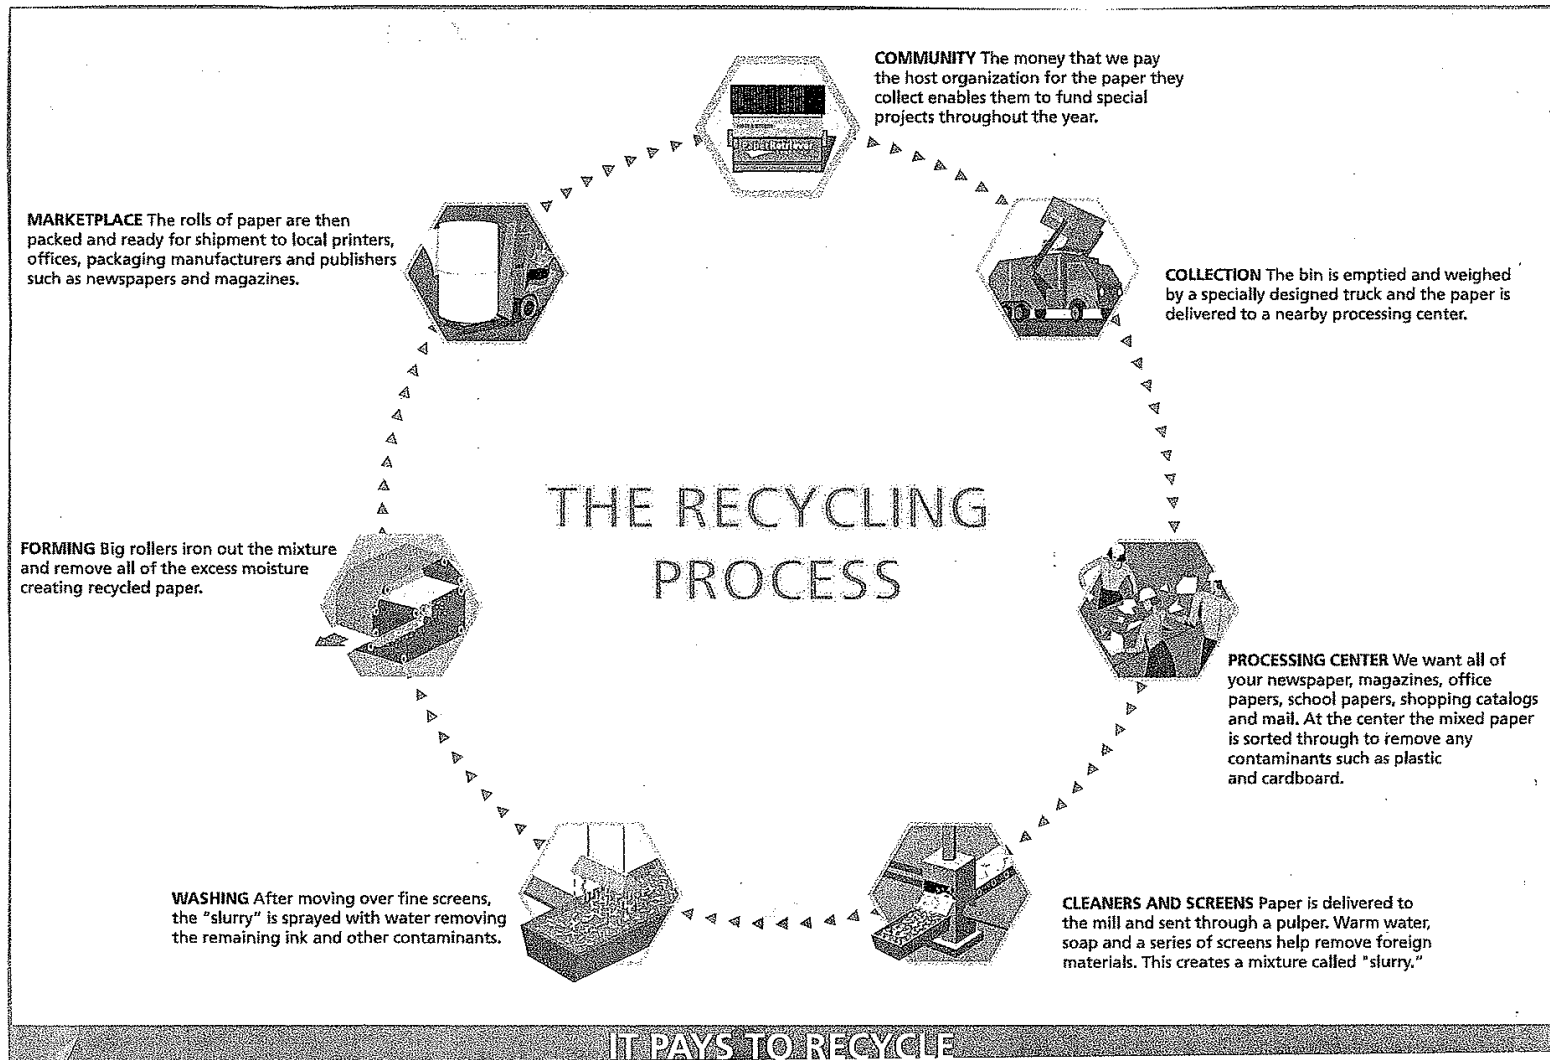 COMMUNITY The money that we pay
the host organization for the paper they
collect enables them to fund special
projects throughout the year.
PaperRetriever
MARKETPLACE The rolls of paper are then
packed and ready for shipment to local printers,
offices, packaging manufacturers and publishers
such as newspapers and magazines.
COLLECTION The bin is emptied and weighed
by a specially designed truck and the paper is
delivered to a nearby processing center.
THE RECYCLING
PROCESS
FORMING Big rollers iron out the mixture
and remove all of the excess moisture
creating recycled paper.
PROCESSING CENTER We want all of
your newspaper, magazines, office
papers, school papers, shopping catalogs
and mail. At the center the mixed paper
is sorted through to remove any
contaminants such as plastic
and cardboard.
WASHING After moving over fine screens,
the "slurry" is sprayed with water removing
the remaining ink and other contaminants.
CLEANERS AND SCREENS Paper is delivered to
the mill and sent through a pulper. Warm water,
soap and a series of screens help remove foreign
materials. This creates a mixture called "slurry."
IT PAYS TO RECYCLE